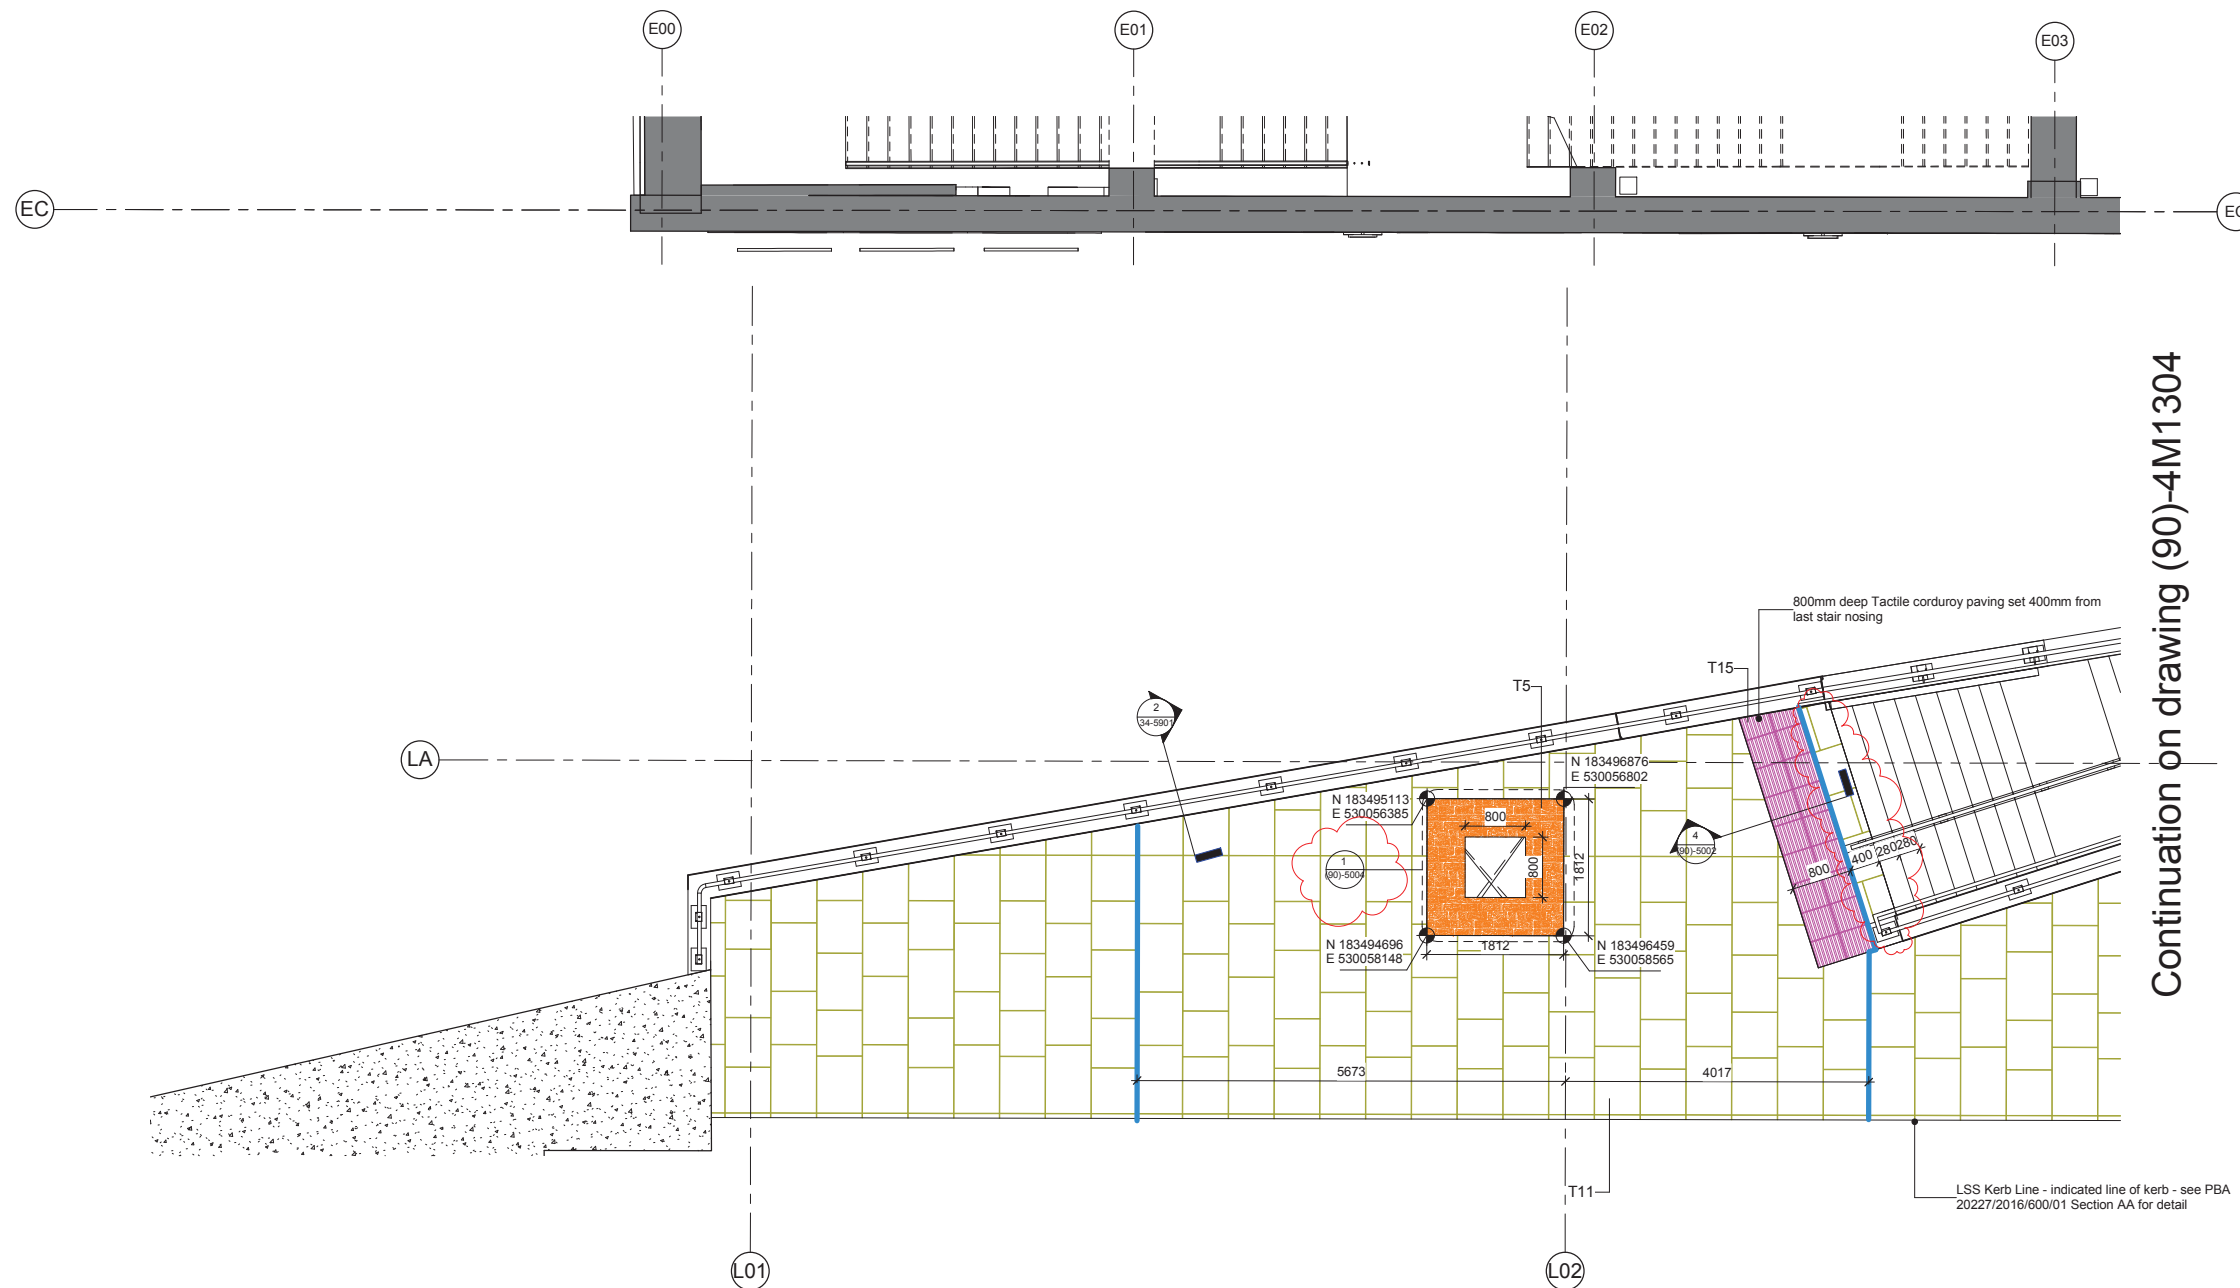 E00
E01
E02
E03
EC
Continuation on drawing (90)-4M1304
800mm deep Tactile corduroy paving set 400mm from
last stair nosing
T15
T5
2
34-5901
LA
N 183496876
E 530056802
N 183495113
E 530056385
800
800
1812
4
(90)-5002
1
(90)-5004
800
400
280
280
N 183494696
E 530058148
1812
N 183496459
E 530058565
5673
4017
T11
LSS Kerb Line - indicated line of kerb - see PBA
20227/2016/600/01 Section AA for detail
L01
L02